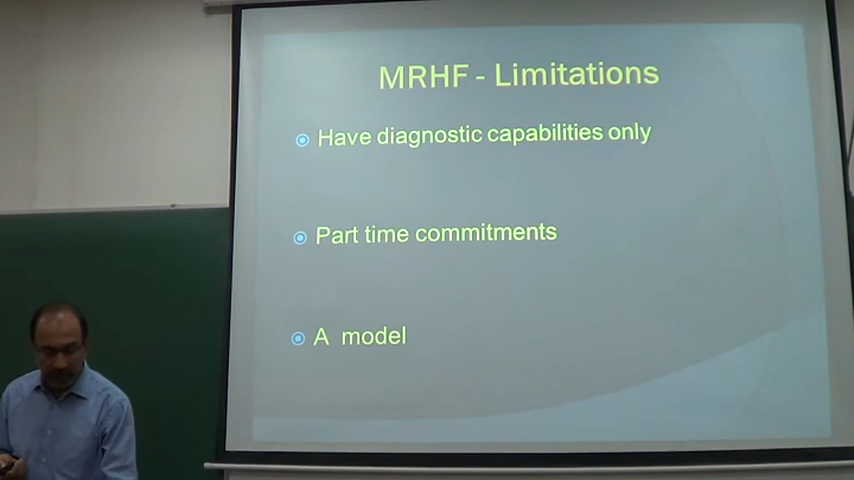 MRHF - Limitations
Have diagnostic capabilities only
Part time commitments
A model